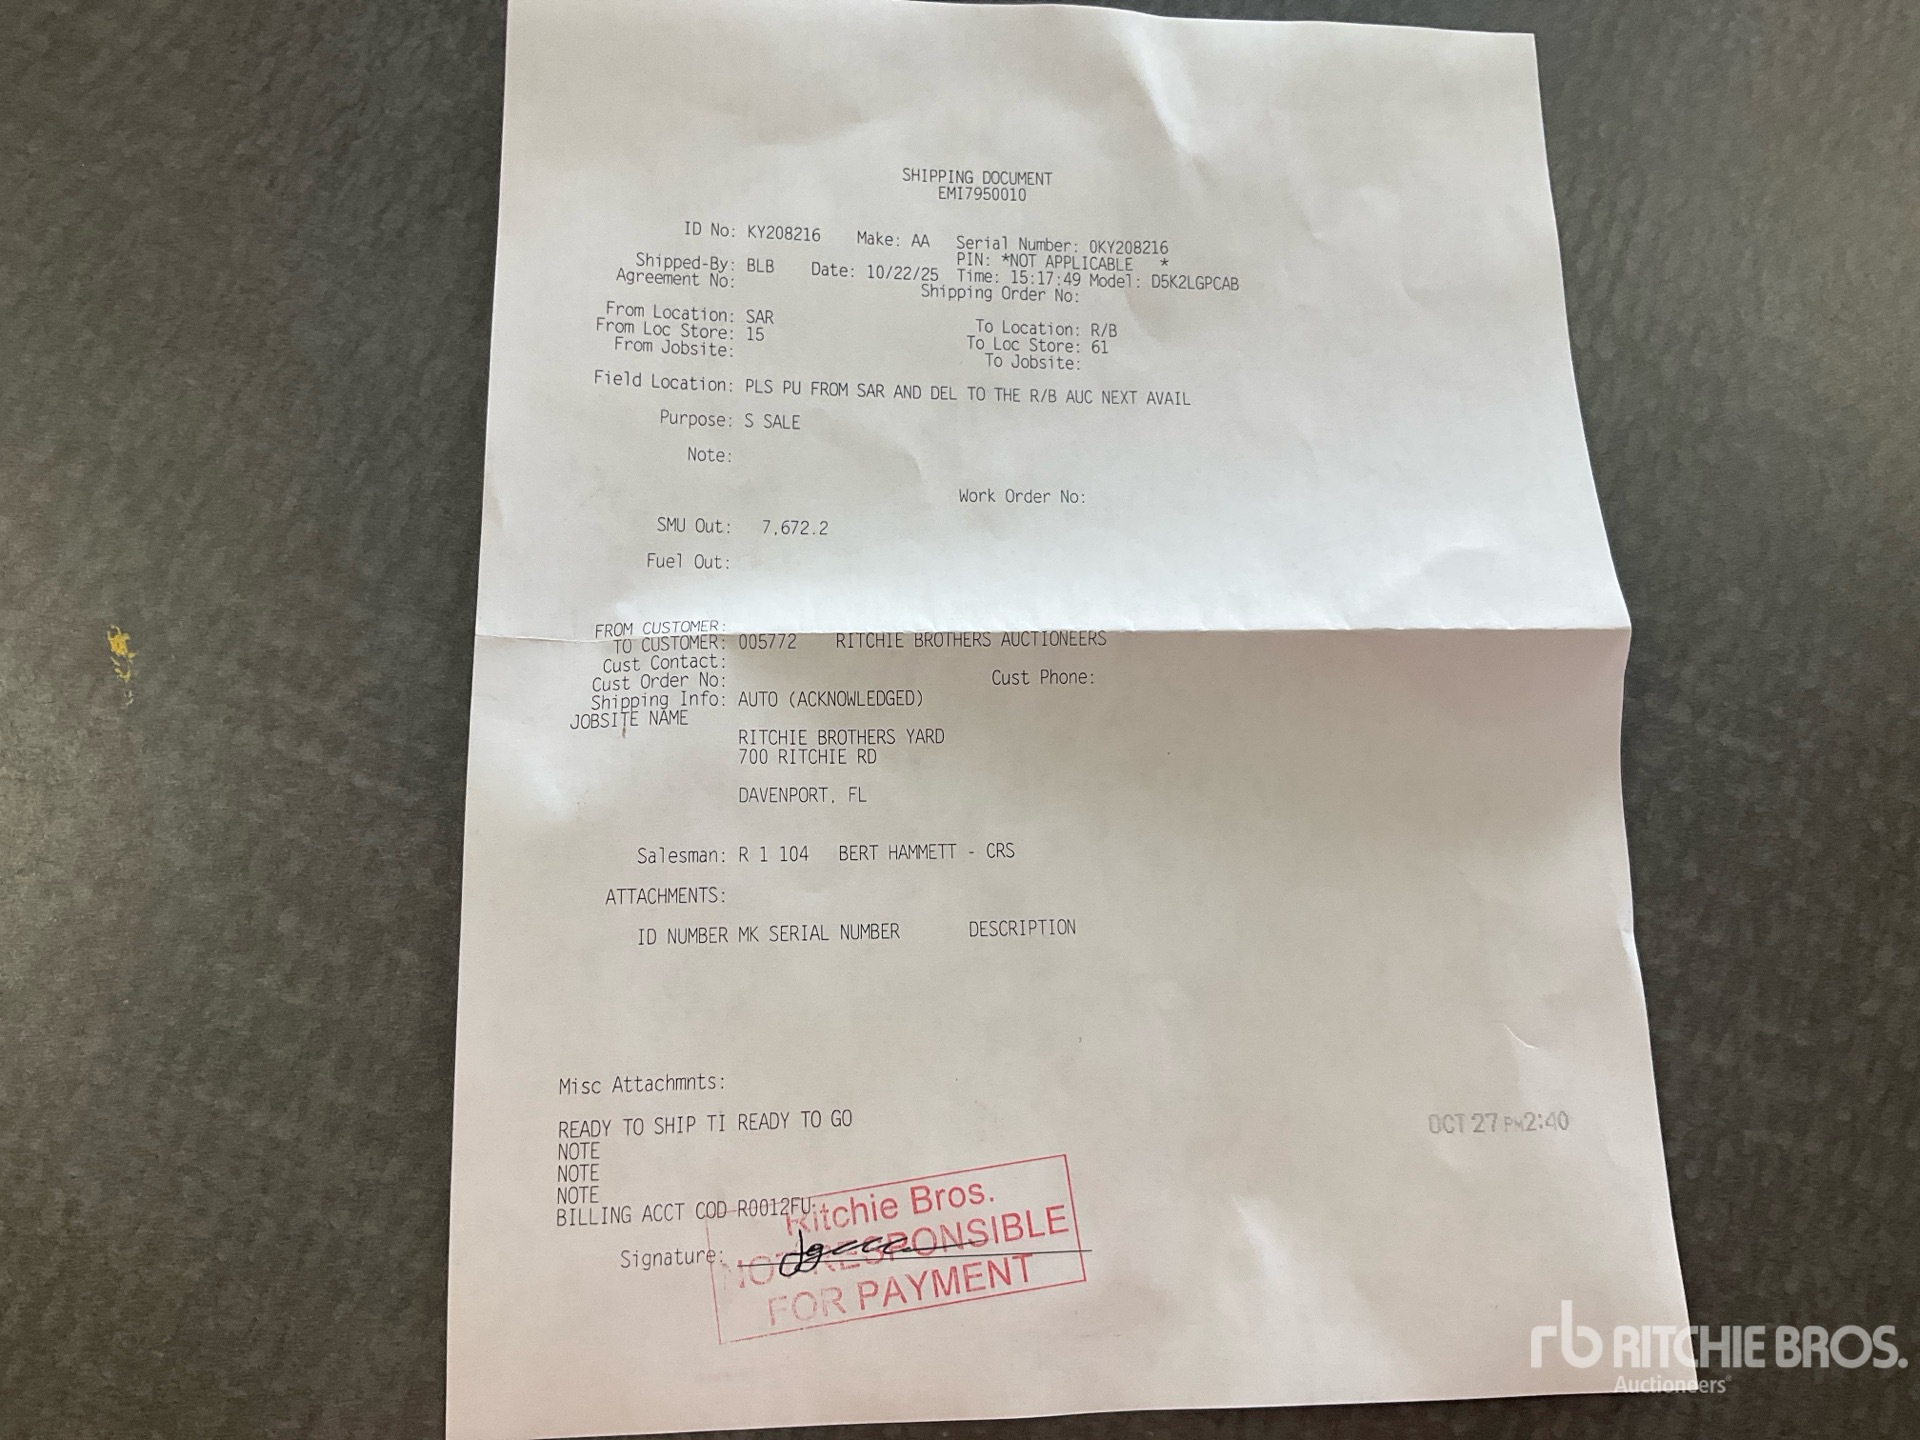 SHIPPING DOCUMENT
EMI7950010
ID No: KY208216 Make: AA Serial Number: 0KY208216
PIN: *NOT APPLICABLE *
Shipped-By: BLB Date: 10/22/25 Time: 15:17:49 Model: D5K2LGPCAB
Agreement No: Shipping Order No:
From Location: SAR To Location: R/B
From Loc Store: 15 To Loc Store: 61
From Jobsite: To Jobsite:
Field Location: PLS PU FROM SAR AND DEL TO THE R/B AUC NEXT AVAIL
Purpose: S SALE
Note:
Work Order No:
SMU Out: 7,672.2
Fuel Out:
FROM CUSTOMER:
TO CUSTOMER: 005772 RITCHIE BROTHERS AUCTIONEERS
Cust Contact:
Cust Order No: Cust Phone:
Shipping Info: AUTO (ACKNOWLEDGED)
JOBSITE NAME
RITCHIE BROTHERS YARD
700 RITCHIE RD
DAVENPORT, FL
Salesman: R 1 104 BERT HAMMETT - CRS
ATTACHMENTS:
ID NUMBER MK SERIAL NUMBER DESCRIPTION
Misc Attachmnts:
READY TO SHIP TI READY TO GO
OCT 27 PM 2:40
NOTE
NOTE
NOTE
BILLING ACCT COD R0012FU
Signature:
Ritchie Bros.
NOT RESPONSIBLE
FOR PAYMENT
rb RITCHIE BROS.
Auctioneers